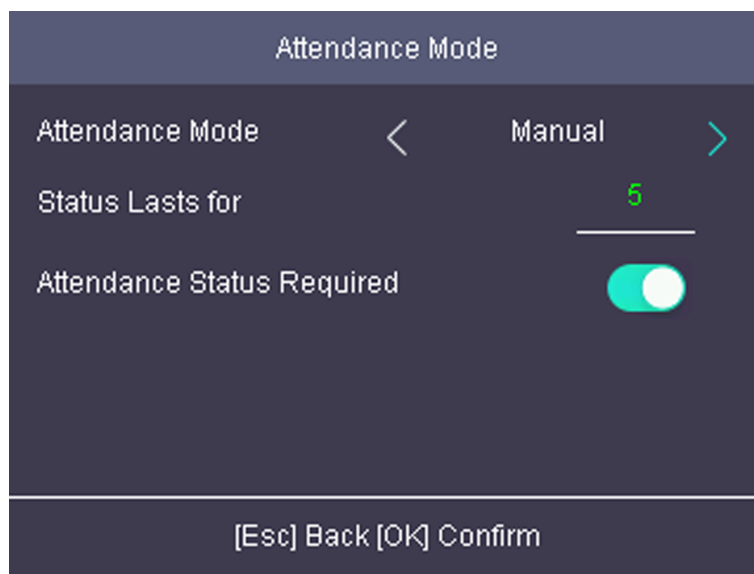 Attendance Mode
Attendance Mode < Manual >
Status Lasts for 5
Attendance Status Required
[Esc] Back [OK] Confirm